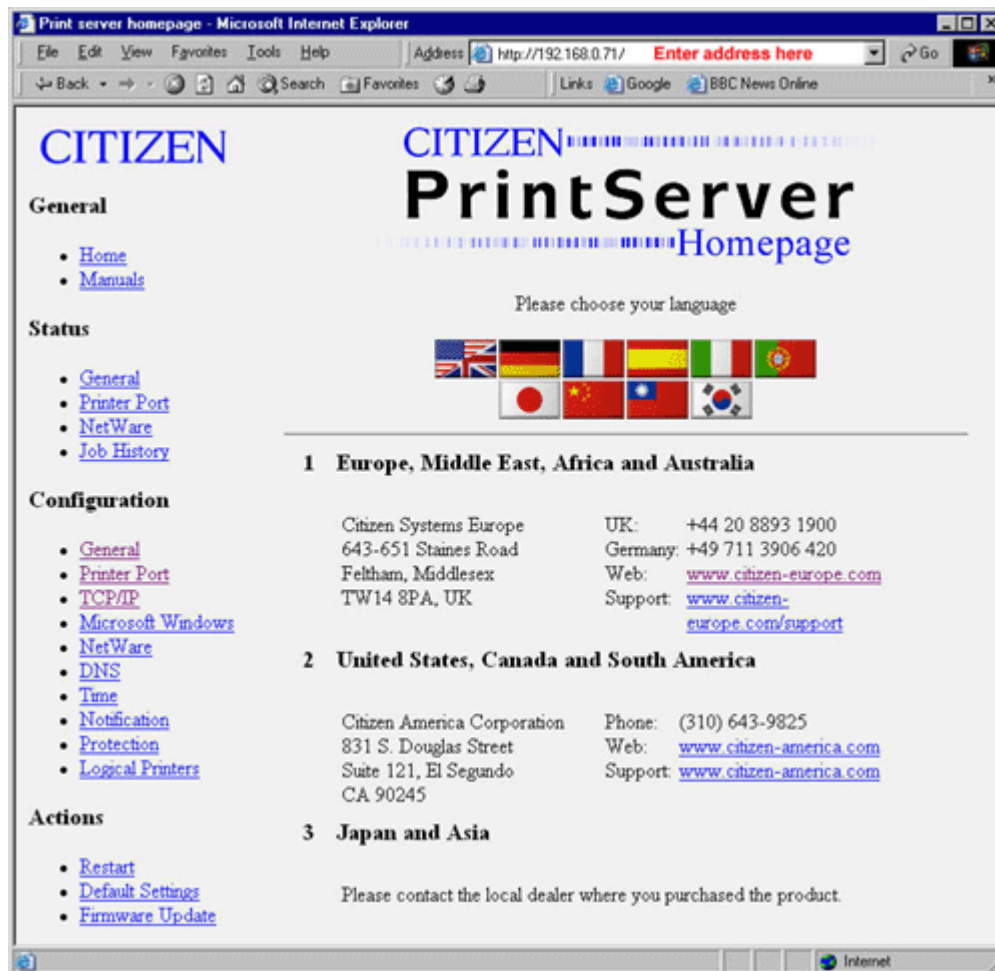 Print server homepage - Microsoft Internet Explorer
File Edit View Favorites Tools Help Address http://192.168.0.71/ Enter address here Go
Back Search Favorites Links Google BBC News Online
CITIZEN
General
Home
Manuals
Status
General
Printer Port
NetWare
Job History
Configuration
General
Printer Port
TCP/IP
Microsoft Windows
NetWare
DNS
Time
Notification
Protection
Logical Printers
Actions
Restart
Default Settings
Firmware Update
CITIZEN
PrintServer
Homepage
Please choose your language
1 Europe, Middle East, Africa and Australia
Citizen Systems Europe UK: +44 20 8893 1900
643-651 Staines Road Germany: +49 711 3906 420
Feltham, Middlesex Web: www.citizen-europe.com
TW14 8PA, UK Support: www.citizen-
europe.com/support
2 United States, Canada and South America
Citizen America Corporation Phone: (310) 643-9825
831 S. Douglas Street Web: www.citizen-america.com
Suite 121, El Segundo Support: www.citizen-america.com
CA 90245
3 Japan and Asia
Please contact the local dealer where you purchased the product.
Internet